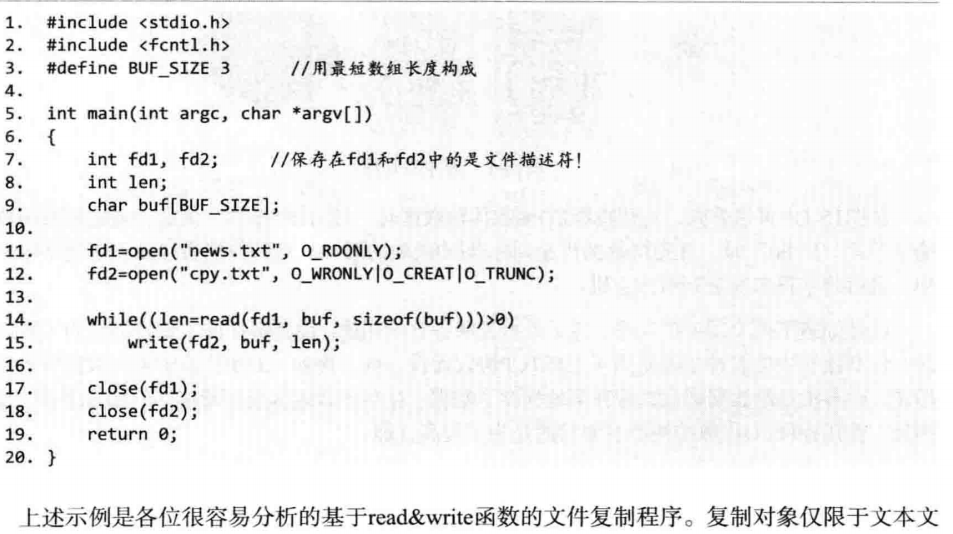 1. #include <stdio.h>
2. #include <fcntl.h>
3. #define BUF_SIZE 3 //用最短数组长度构成
4.
5. int main(int argc, char *argv[])
6. {
7. int fd1, fd2; //保存在fd1和fd2中的是文件描述符!
8. int len;
9. char buf[BUF_SIZE];
10.
11. fd1=open("news.txt", O_RDONLY);
12. fd2=open("cpy.txt", O_WRONLY|O_CREAT|O_TRUNC);
13.
14. while((len=read(fd1, buf, sizeof(buf)))>0)
15. write(fd2, buf, len);
16.
17. close(fd1);
18. close(fd2);
19. return 0;
20. }
上述示例是各位很容易分析的基于read&write函数的文件复制程序。复制对象仅限于文本文